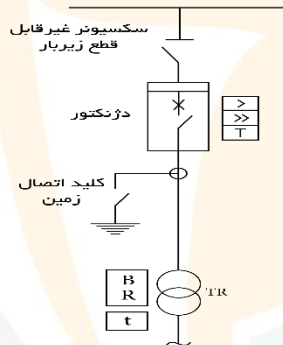 سکسیونر غیرقابل
قطع زیربار
دژنکتور
>
>>
T
کلید اتصال
زمین
B
R
t
TR